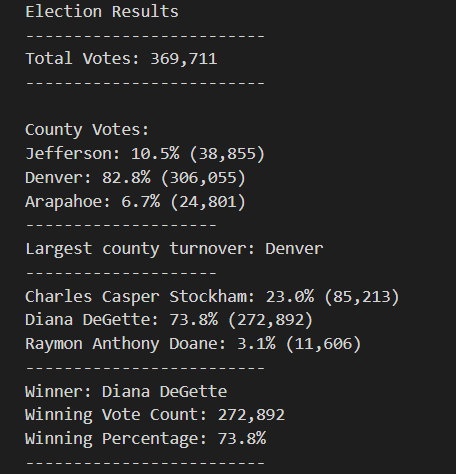 Election Results
-------------------------
Total Votes: 369,711
-------------------------
County Votes:
Jefferson: 10.5% (38,855)
Denver: 82.8% (306,055)
Arapahoe: 6.7% (24,801)
--------------------
Largest county turnover: Denver
--------------------
Charles Casper Stockham: 23.0% (85,213)
Diana DeGette: 73.8% (272,892)
Raymon Anthony Doane: 3.1% (11,606)
-------------------------
Winner: Diana DeGette
Winning Vote Count: 272,892
Winning Percentage: 73.8%
-------------------------